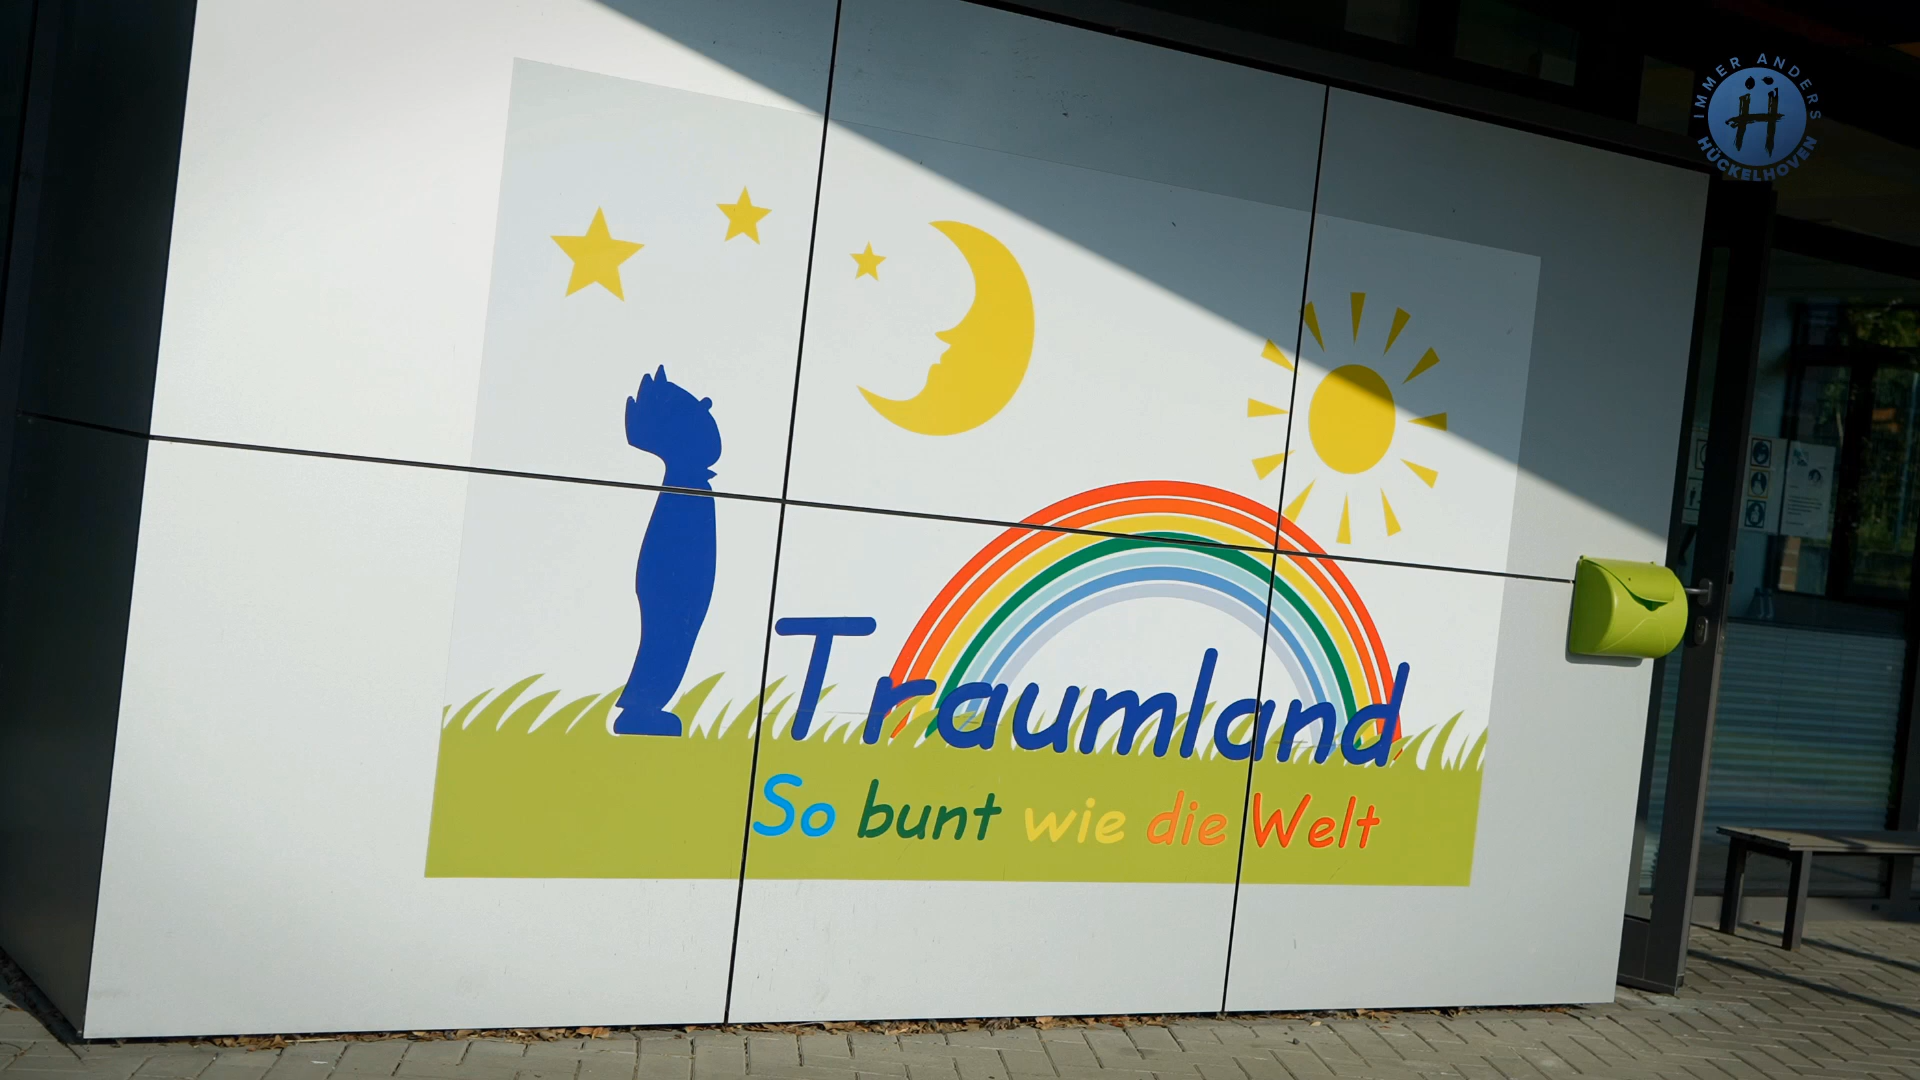 IMMER ANDERS
HÜCKELHOVEN
Traumland
So bunt wie die Welt